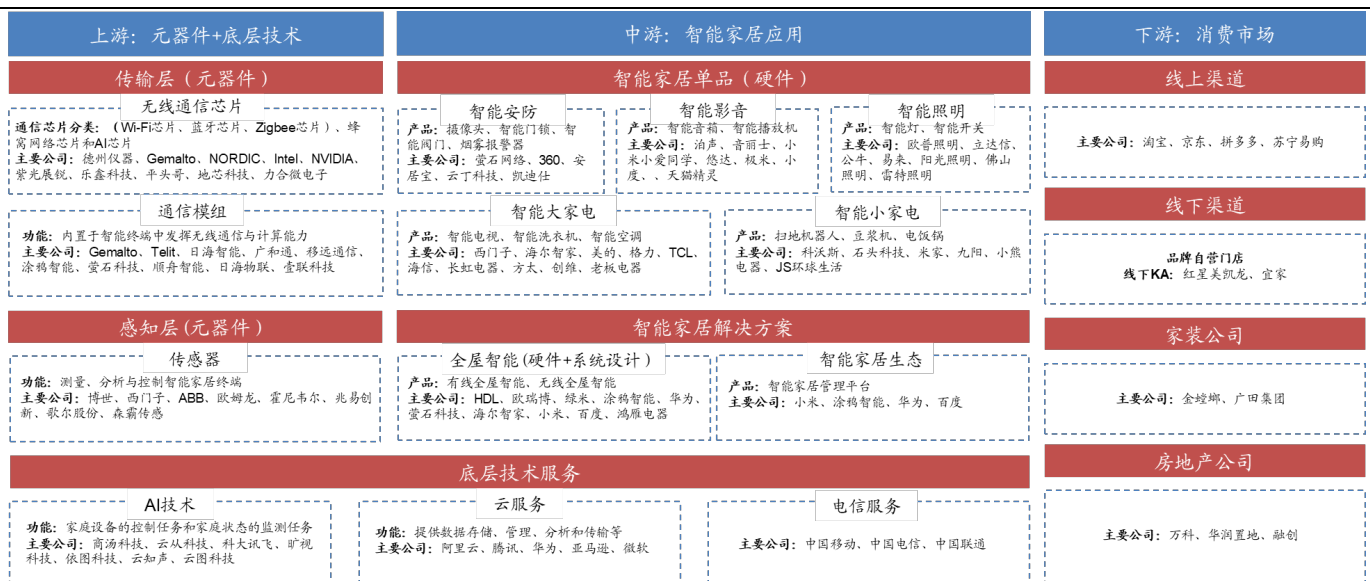 上游：元器件+底层技术
传输层（元器件）
无线通信芯片
通信芯片分类：（Wi-Fi芯片、蓝牙芯片、Zigbee芯片）、蜂
窝网络芯片和AI芯片
主要公司：德州仪器、Gemalto、NORDIC、Intel、NVIDIA、
紫光展锐、乐鑫科技、平头哥、地芯科技、力合微电子
通信模组
功能：内置于智能终端中发挥无线通信与计算能力
主要公司：Gemalto、Telit、日海智能、广和通、移远通信、
涂鸦智能、萤石科技、顺舟智能、日海物联、壹联科技
感知层(元器件）
传感器
功能：测量、分析与控制智能家居终端
主要公司：博世、西门子、ABB、欧姆龙、霍尼韦尔、兆易创
新、歌尔股份、森霸传感
中游：智能家居应用
智能家居单品（硬件）
智能安防
产品：摄像头、智能门锁、智
能阀门、烟雾报警器
主要公司：萤石网络、360、安
居宝、云丁科技、凯迪仕
智能影音
产品：智能音箱、智能播放机
主要公司：泊声、音丽士、小
米小爱同学、悠达、极米、小
度、、天猫精灵
智能照明
产品：智能灯、智能开关
主要公司：欧普照明、立达信、
公牛、易来、阳光照明、佛山
照明、雷特照明
智能大家电
产品：智能电视、智能洗衣机、智能空调
主要公司：西门子、海尔智家、美的、格力、TCL、
海信、长虹电器、方太、创维、老板电器
智能小家电
产品：扫地机器人、豆浆机、电饭锅
主要公司：科沃斯、石头科技、米家、九阳、小熊
电器、JS环球生活
智能家居解决方案
全屋智能(硬件+系统设计）
产品：有线全屋智能、无线全屋智能
主要公司：HDL、欧瑞博、绿米、涂鸦智能、华为、
萤石科技、海尔智家、小米、百度、鸿雁电器
智能家居生态
产品：智能家居管理平台
主要公司：小米、涂鸦智能、华为、百度
底层技术服务
AI技术
功能：家庭设备的控制任务和家庭状态的监测任务
主要公司：商汤科技、云从科技、科大讯飞、旷视
科技、依图科技、云知声、云图科技
云服务
功能：提供数据存储、管理、分析和传输等
主要公司：阿里云、腾讯、华为、亚马逊、微软
电信服务
主要公司：中国移动、中国电信、中国联通
下游：消费市场
线上渠道
主要公司：淘宝、京东、拼多多、苏宁易购
线下渠道
品牌自营门店
线下KA：红星美凯龙、宜家
家装公司
主要公司：金螳螂、广田集团
房地产公司
主要公司：万科、华润置地、融创